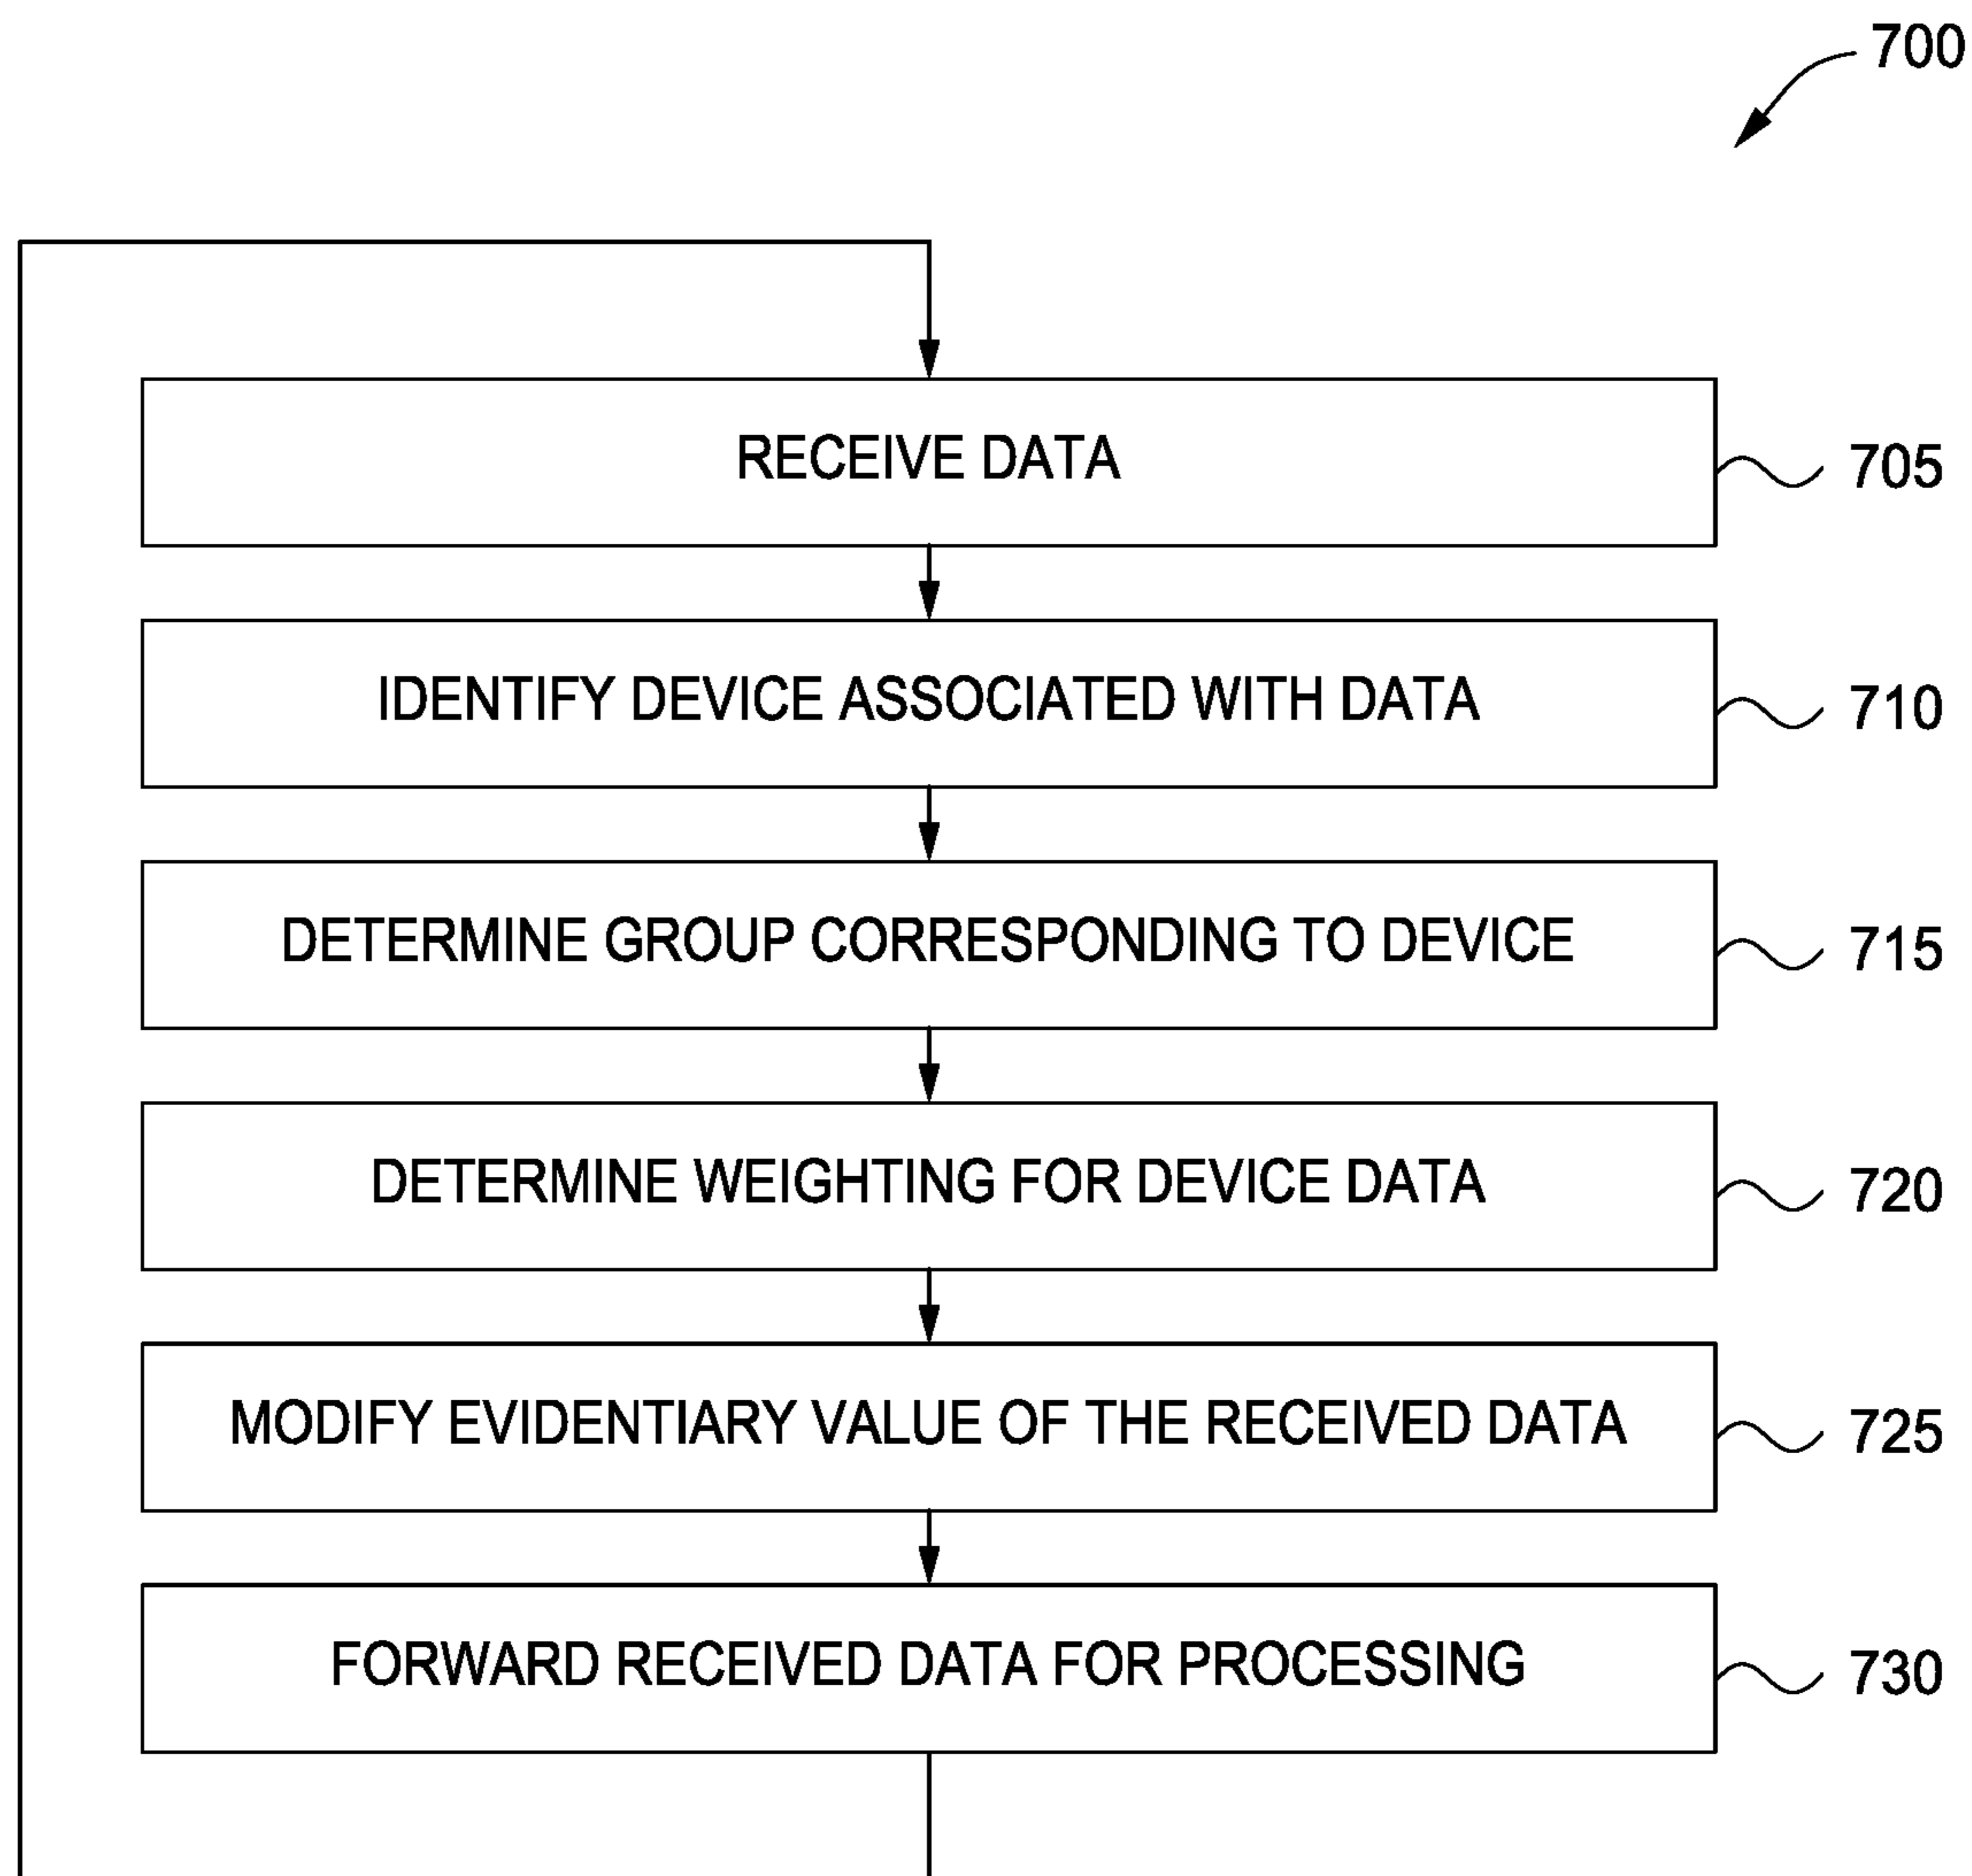 700
RECEIVE DATA
705
IDENTIFY DEVICE ASSOCIATED WITH DATA
710
DETERMINE GROUP CORRESPONDING TO DEVICE
715
DETERMINE WEIGHTING FOR DEVICE DATA
720
MODIFY EVIDENTIARY VALUE OF THE RECEIVED DATA
725
FORWARD RECEIVED DATA FOR PROCESSING
730